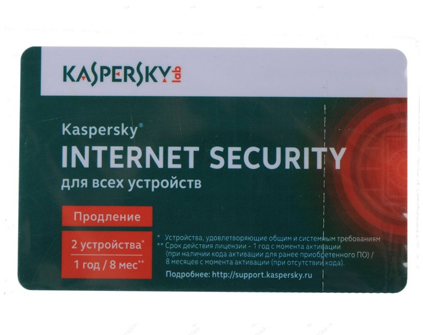 KASPERSKY lab
Kaspersky®
INTERNET SECURITY
для всех устройств
Продление
2 устройства*
1 год / 8 мес**
* Устройства, удовлетворяющие общим и системным требованиям
** Срок действия лицензии - 1 год с момента активации
(при наличии кода активации для ранее приобретенного ПО) /
8 месяцев с момента активации (при отсутствии кода).
Подробнее: http://support.kaspersky.ru